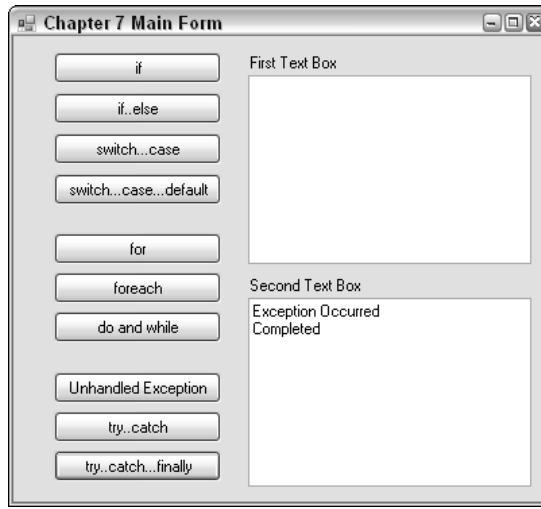 Chapter 7 Main Form
if
if..else
switch...case
switch...case...default
for
foreach
do and while
Unhandled Exception
try..catch
try..catch...finally
First Text Box
Second Text Box
Exception Occurred
Completed